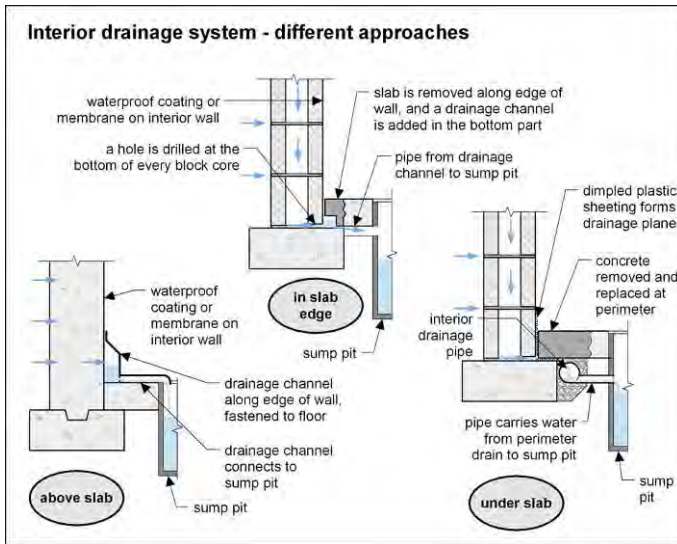 Interior drainage system - different approaches
waterproof coating or
membrane on interior wall
a hole is drilled at the
bottom of every block core
slab is removed along edge of
wall, and a drainage channel
is added in the bottom part
pipe from drainage
channel to sump pit
in slab
edge
sump pit
waterproof
coating or
membrane on
interior wall
drainage channel
along edge of wall,
fastened to floor
drainage channel
connects to
sump pit
above slab
sump pit
dimpled plastic
sheeting forms
drainage plane
concrete
removed and
replaced at
perimeter
interior
drainage
pipe
pipe carries water
from perimeter
drain to sump pit
under slab
sump
pit